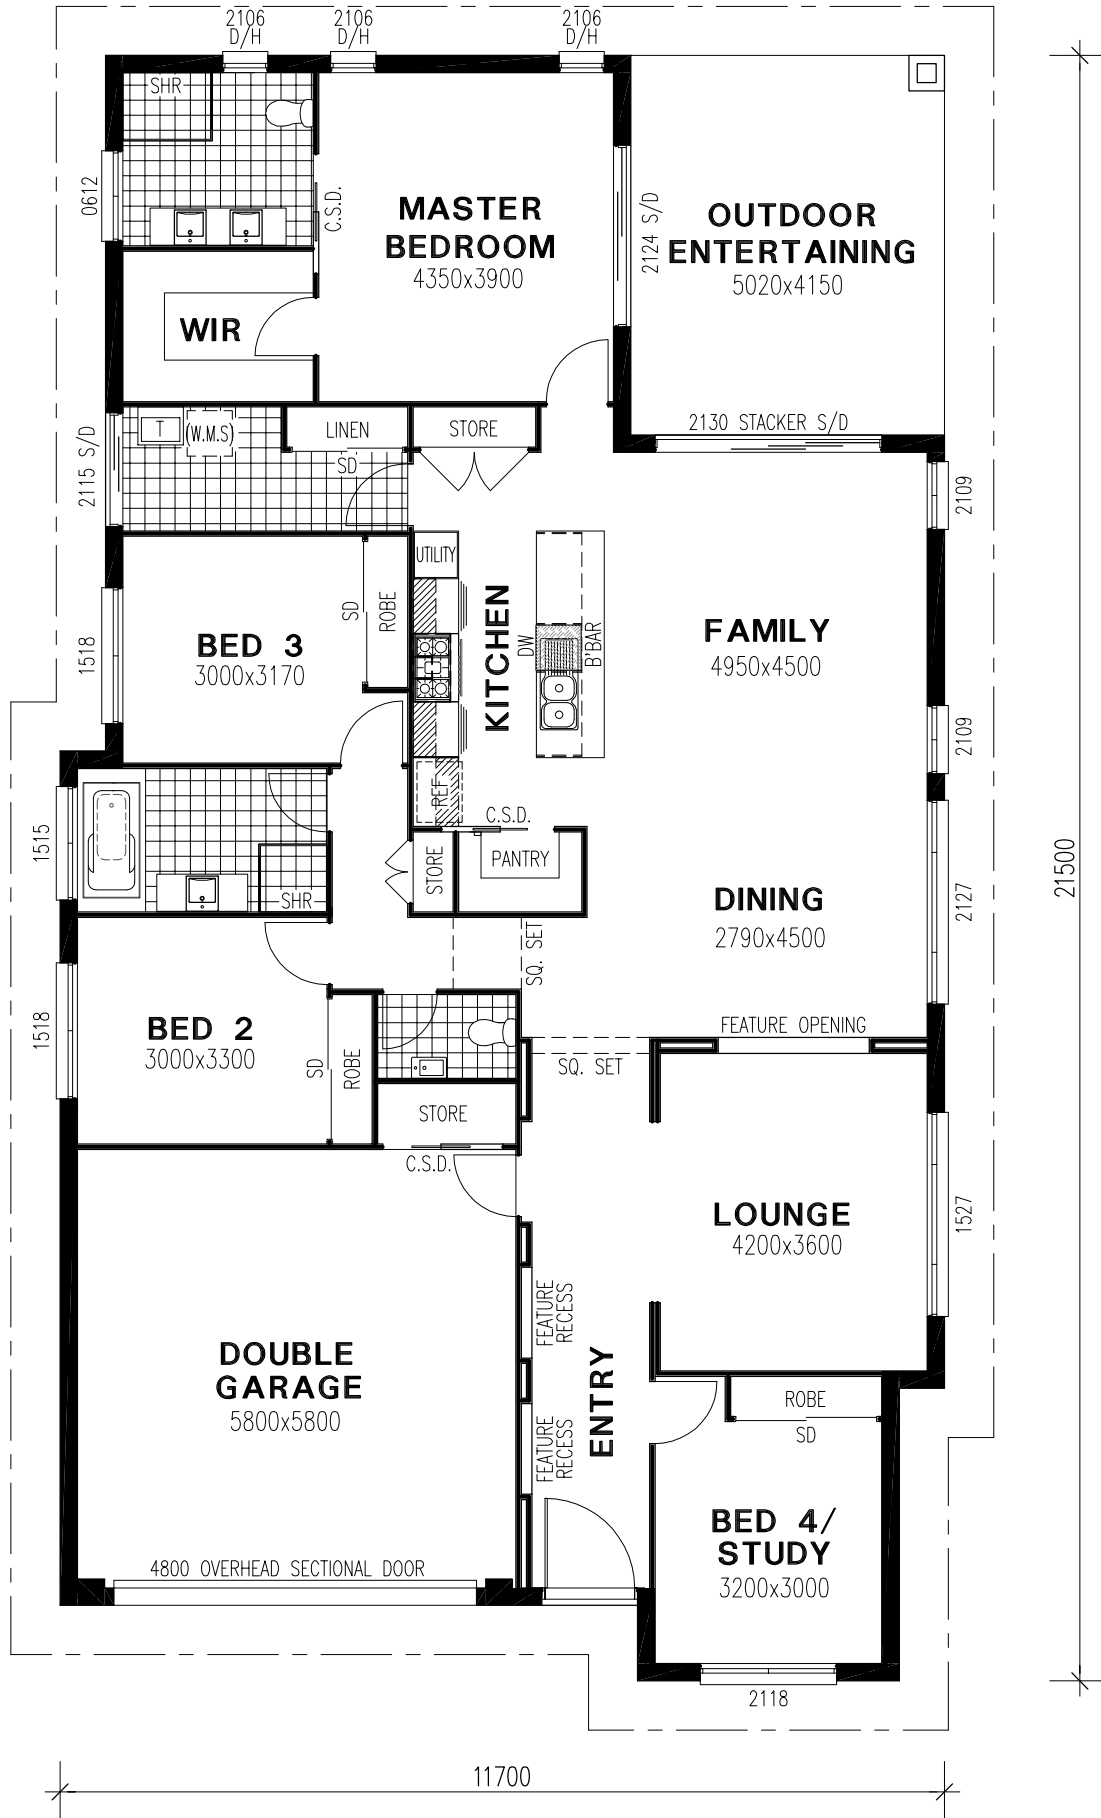 2106
D/H
2106
D/H
2106
D/H
SHR
0612
C.S.D.
MASTER
BEDROOM
4350x3900
2124 S/D
OUTDOOR
ENTERTAINING
5020x4150
WIR
2115 S/D
T
(W.M.S)
LINEN
SD
STORE
2130 STACKER S/D
2109
UTILITY
1518
BED 3
3000x3170
SD
ROBE
KITCHEN
DW
B'BAR
FAMILY
4950x4500
2109
REF
C.S.D.
1515
SHR
STORE
PANTRY
DINING
2790x4500
2127
SQ. SET
1518
BED 2
3000x3300
SD
ROBE
FEATURE OPENING
SQ. SET
STORE
C.S.D.
LOUNGE
4200x3600
1527
FEATURE
RECESS
DOUBLE
GARAGE
5800x5800
ENTRY
FEATURE
RECESS
ROBE
SD
BED 4/
STUDY
3200x3000
4800 OVERHEAD SECTIONAL DOOR
2118
21500
11700